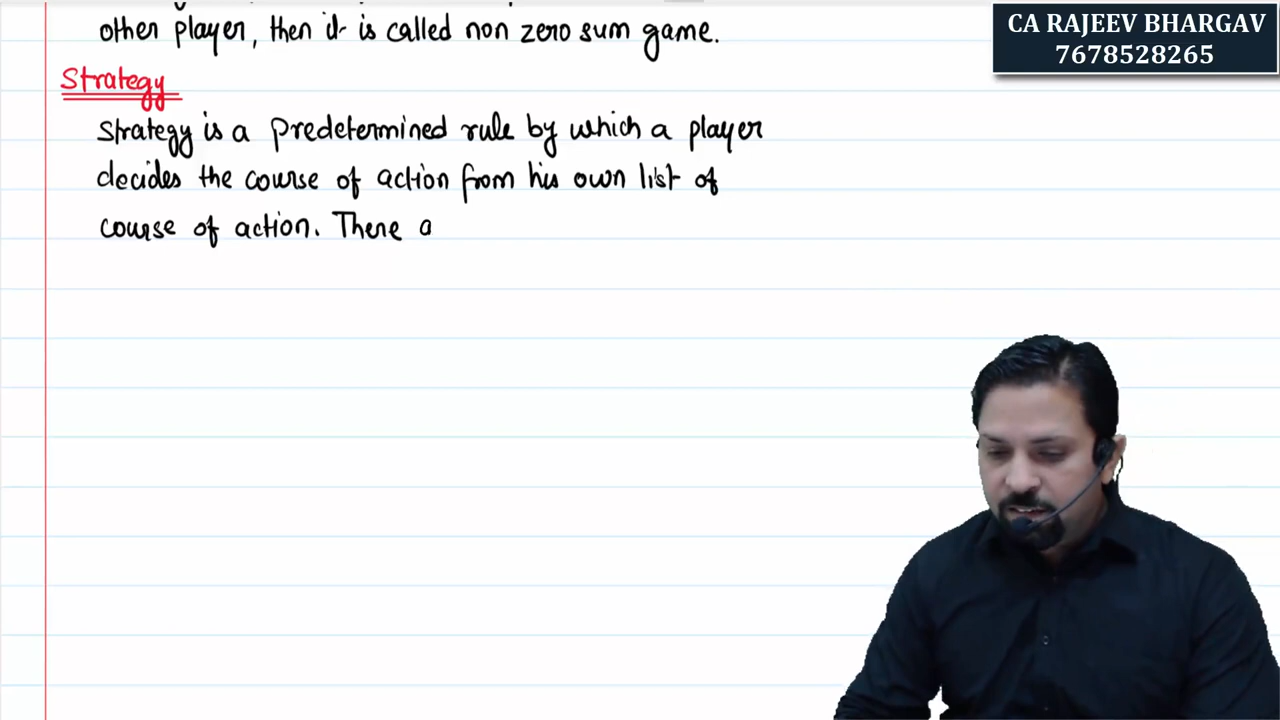 other player, then it is called non zero sum game.
CA RAJEEV BHARGAV
7678528265
Strategy
Strategy is a predetermined rule by which a player
decides the course of action from his own list of
course of action. There a